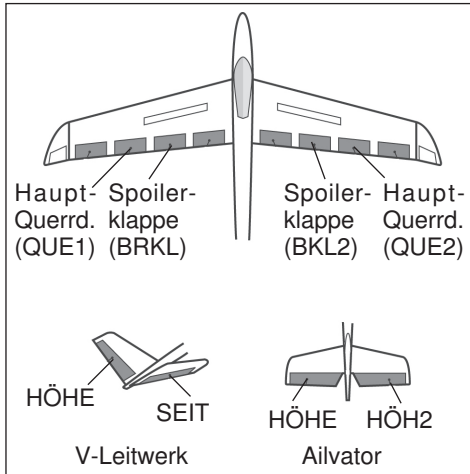 Haupt-
Querrd.
(QUE1)
Spoiler-
klappe
(BRKL)
Spoiler-
klappe
(BKL2)
Haupt-
Querrd.
(QUE2)
HÖHE
SEIT
V-Leitwerk
HÖHE
HÖH2
Ailvator